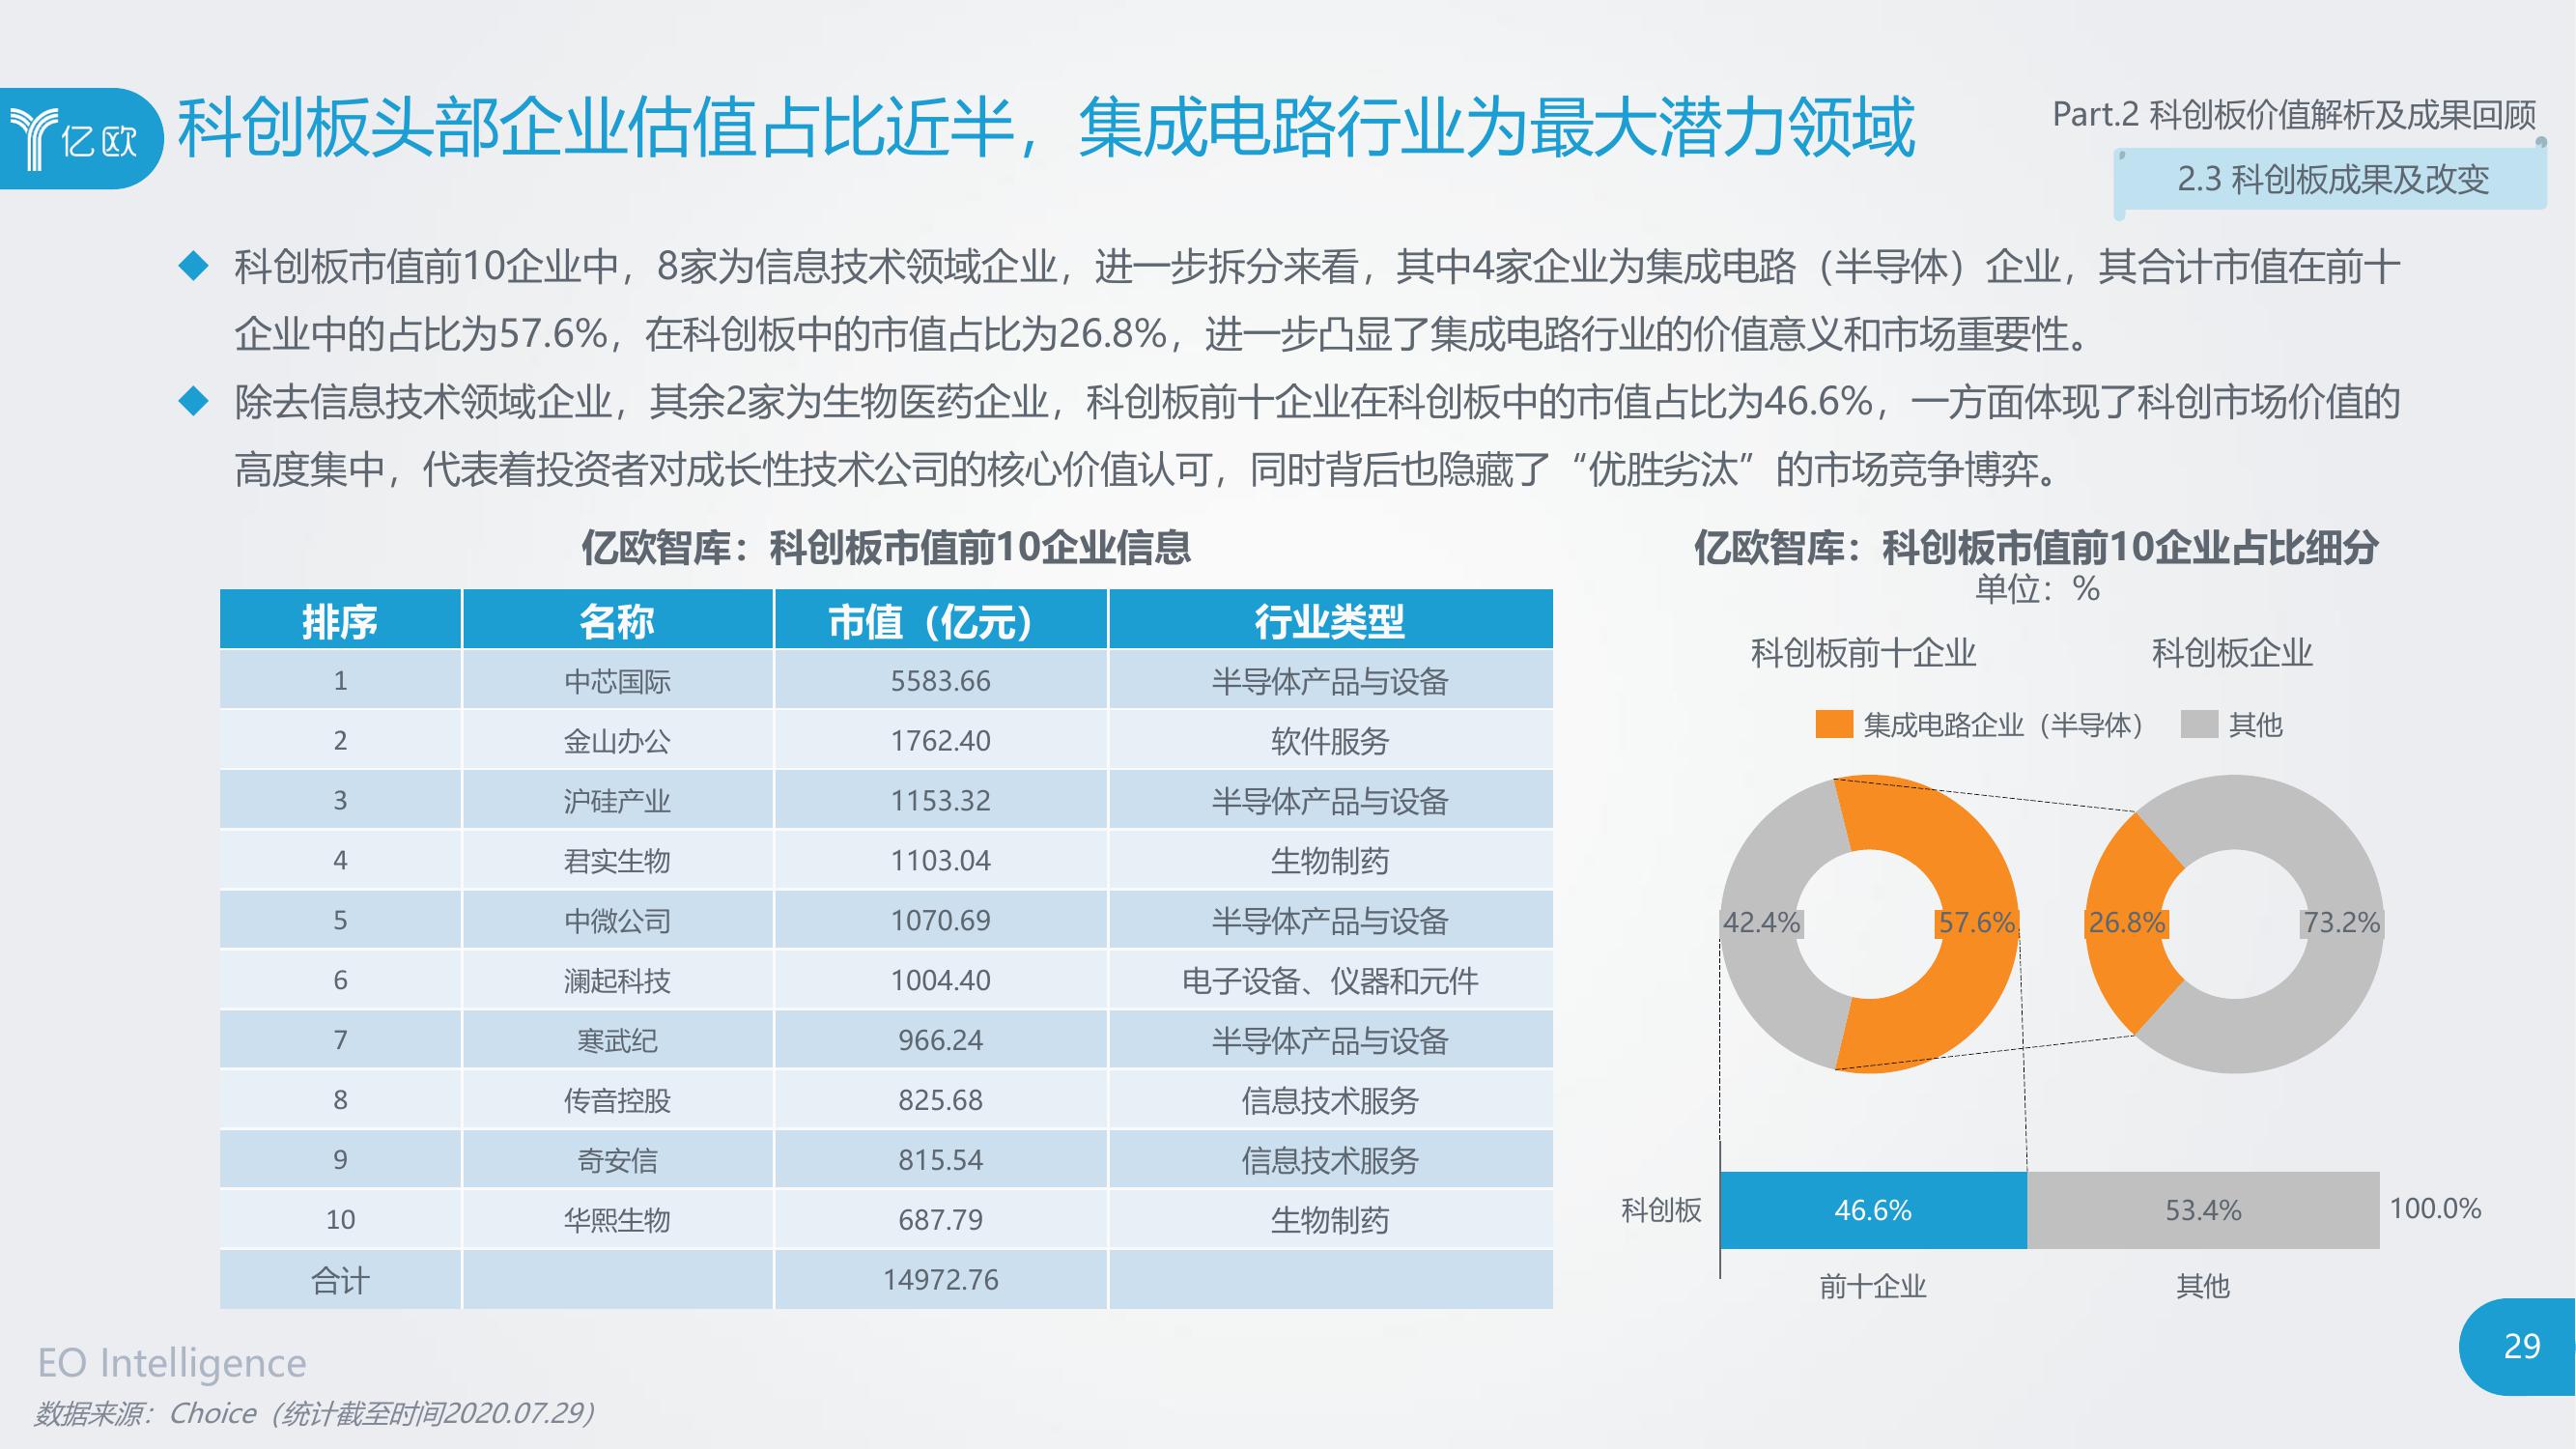 亿欧
科创板头部企业估值占比近半，集成电路行业为最大潜力领域
Part.2 科创板价值解析及成果回顾
2.3 科创板成果及改变
科创板市值前10企业中，8家为信息技术领域企业，进一步拆分来看，其中4家企业为集成电路（半导体）企业，其合计市值在前十
企业中的占比为57.6%，在科创板中的市值占比为26.8%，进一步凸显了集成电路行业的价值意义和市场重要性。
除去信息技术领域企业，其余2家为生物医药企业，科创板前十企业在科创板中的市值占比为46.6%，一方面体现了科创市场价值的
高度集中，代表着投资者对成长性技术公司的核心价值认可，同时背后也隐藏了“优胜劣汰”的市场竞争博弈。
亿欧智库：科创板市值前10企业信息
排序 名称 市值（亿元） 行业类型
1 中芯国际 5583.66 半导体产品与设备
2 金山办公 1762.40 软件服务
3 沪硅产业 1153.32 半导体产品与设备
4 君实生物 1103.04 生物制药
5 中微公司 1070.69 半导体产品与设备
6 澜起科技 1004.40 电子设备、仪器和元件
7 寒武纪 966.24 半导体产品与设备
8 传音控股 825.68 信息技术服务
9 奇安信 815.54 信息技术服务
10 华熙生物 687.79 生物制药
合计 14972.76
亿欧智库：科创板市值前10企业占比细分
单位：%
科创板前十企业 科创板企业
集成电路企业（半导体） 其他
42.4% 57.6% 26.8% 73.2%
科创板 46.6% 53.4% 100.0%
前十企业 其他
EO Intelligence
数据来源：Choice（统计截至时间2020.07.29）
29